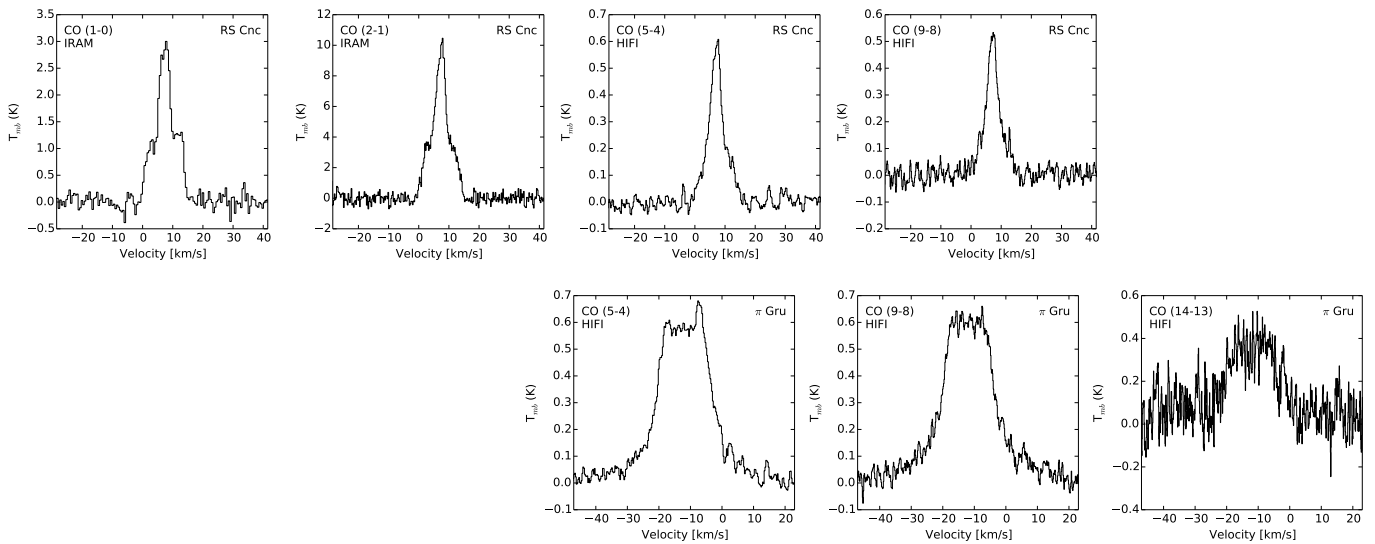 CO (1-0) RS Cnc
IRAM
3.5
3.0
2.5
2.0
1.5
1.0
0.5
0.0
−0.5
T_mb (K)
−20 −10 0 10 20 30 40
Velocity [km/s]
CO (2-1) RS Cnc
IRAM
12
10
8
6
4
2
0
−2
T_mb (K)
−20 −10 0 10 20 30 40
Velocity [km/s]
CO (5-4) RS Cnc
HIFI
0.7
0.6
0.5
0.4
0.3
0.2
0.1
0.0
−0.1
T_mb (K)
−20 −10 0 10 20 30 40
Velocity [km/s]
CO (9-8) RS Cnc
HIFI
0.6
0.5
0.4
0.3
0.2
0.1
0.0
−0.1
−0.2
T_mb (K)
−20 −10 0 10 20 30 40
Velocity [km/s]
CO (5-4) π Gru
HIFI
0.7
0.6
0.5
0.4
0.3
0.2
0.1
0.0
−0.1
T_mb (K)
−40 −30 −20 −10 0 10 20
Velocity [km/s]
CO (9-8) π Gru
HIFI
0.7
0.6
0.5
0.4
0.3
0.2
0.1
0.0
−0.1
T_mb (K)
−40 −30 −20 −10 0 10 20
Velocity [km/s]
CO (14-13) π Gru
HIFI
0.6
0.4
0.2
0.0
−0.2
−0.4
T_mb (K)
−40 −30 −20 −10 0 10 20
Velocity [km/s]